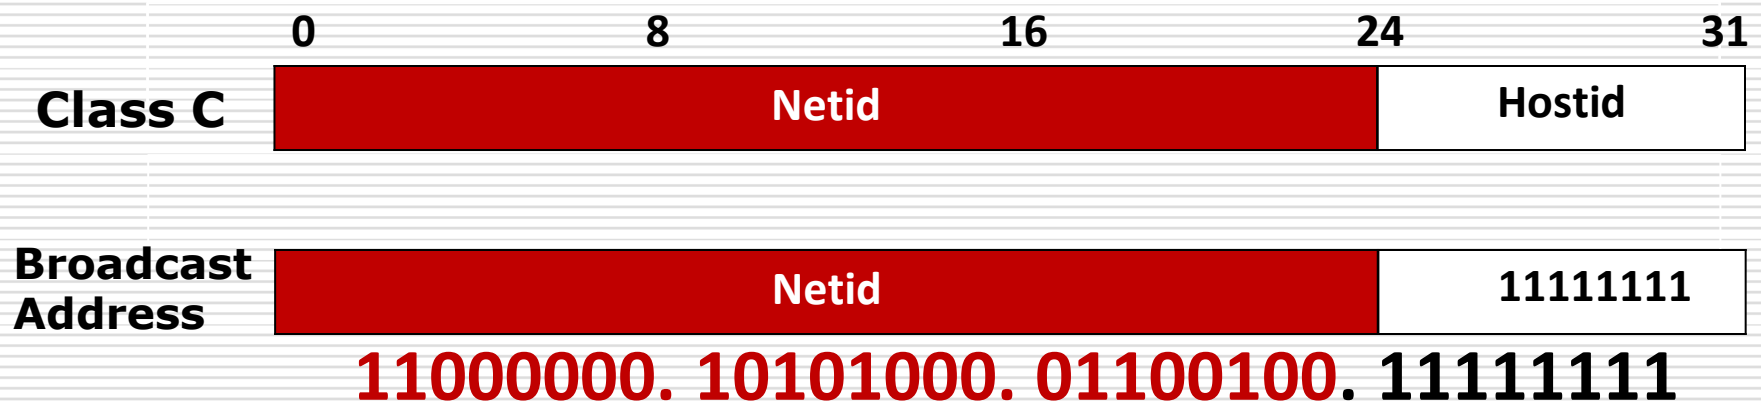 0 8 16 24 31
Class C Netid Hostid
Broadcast
Address
Netid 11111111
11000000. 10101000. 01100100. 11111111